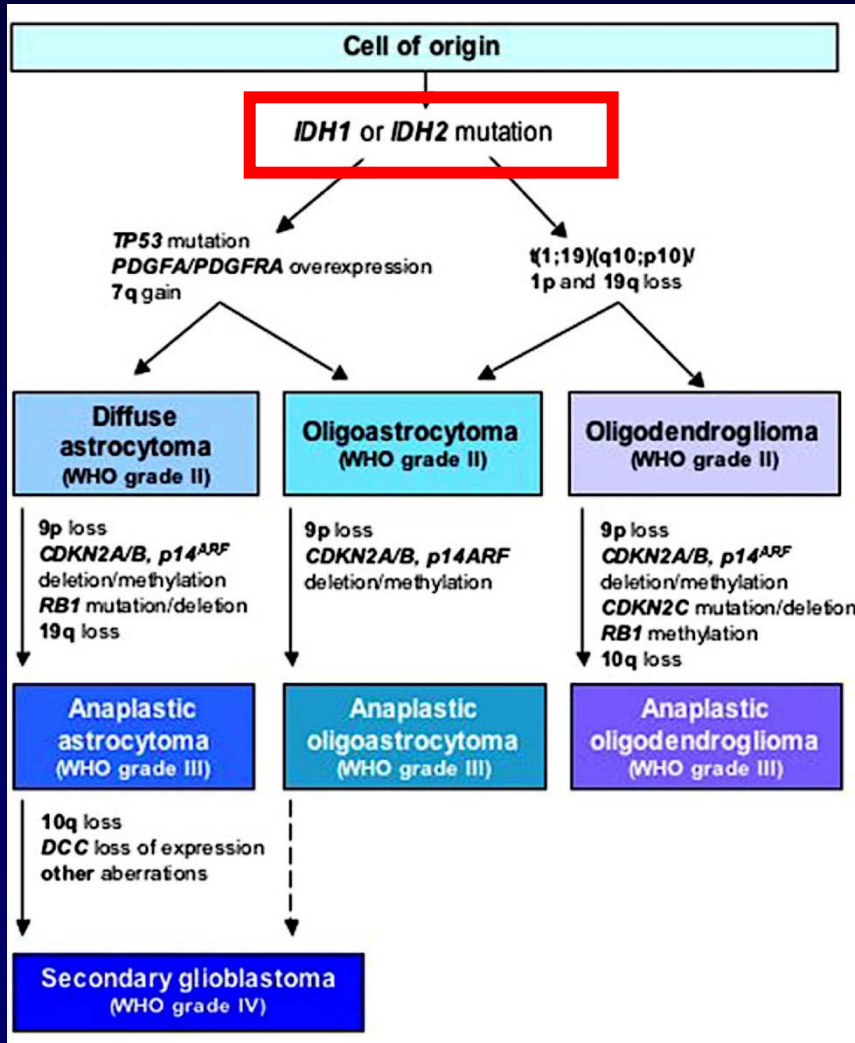 Cell of origin
IDH1 or IDH2 mutation
TP53 mutation
PDGFA/PDGFRA overexpression
7q gain
t(1;19)(q10;p10)/
1p and 19q loss
Diffuse
astrocytoma
(WHO grade II)
Oligoastrocytoma
(WHO grade II)
Oligodendroglioma
(WHO grade II)
9p loss
CDKN2A/B, p14ARF
deletion/methylation
RB1 mutation/deletion
19q loss
9p loss
CDKN2A/B, p14ARF
deletion/methylation
9p loss
CDKN2A/B, p14ARF
deletion/methylation
CDKN2C mutation/deletion
RB1 methylation
10q loss
Anaplastic
astrocytoma
(WHO grade III)
Anaplastic
oligoastrocytoma
(WHO grade III)
Anaplastic
oligodendroglioma
(WHO grade III)
10q loss
DCC loss of expression
other aberrations
Secondary glioblastoma
(WHO grade IV)